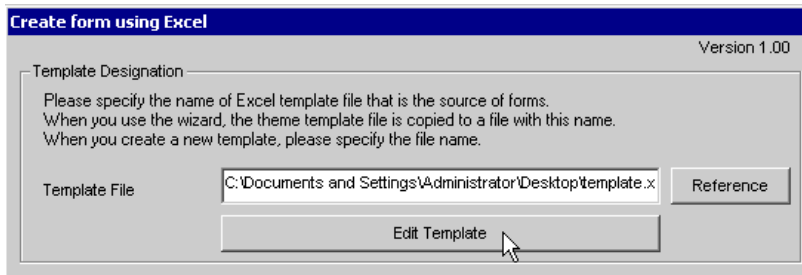 Create form using Excel
Version 1.00
Template Designation
Please specify the name of Excel template file that is the source of forms.
When you use the wizard, the theme template file is copied to a file with this name.
When you create a new template, please specify the file name.
Template File
C:\Documents and Settings\Administrator\Desktop\template.x
Reference
Edit Template